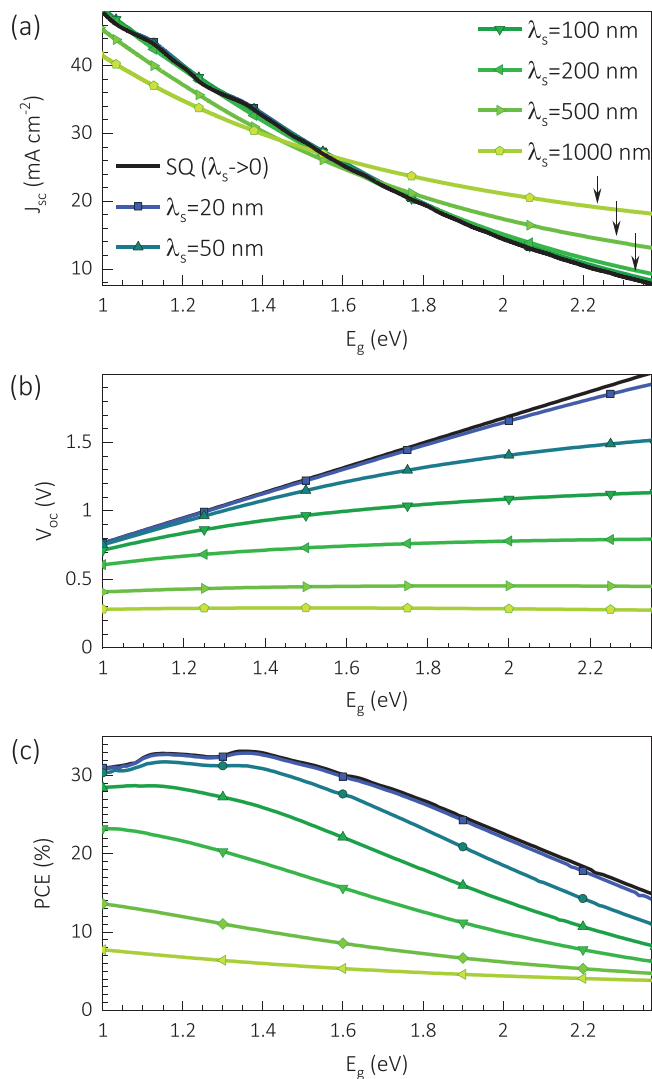 (a)
40
30
20
10
J_sc (mA cm⁻²)
SQ (λ_s->0)
λ_s=20 nm
λ_s=50 nm
λ_s=100 nm
λ_s=200 nm
λ_s=500 nm
λ_s=1000 nm
1 1.2 1.4 1.6 1.8 2 2.2
E_g (eV)
(b)
1.5
1
0.5
0
V_oc (V)
1 1.2 1.4 1.6 1.8 2 2.2
E_g (eV)
(c)
30
20
10
0
PCE (%)
1 1.2 1.4 1.6 1.8 2 2.2
E_g (eV)